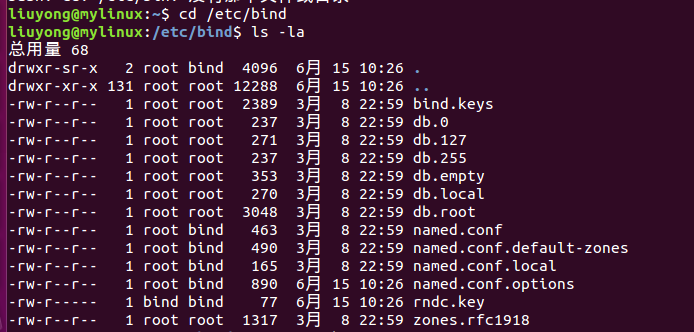 liuyong@mylinux:~$ cd /etc/bind
liuyong@mylinux:/etc/bind$ ls -la
总用量 68
drwxr-sr-x   2 root bind  4096  6月  15 10:26 .
drwxr-xr-x 131 root root 12288  6月  15 10:26 ..
-rw-r--r--   1 root root  2389  3月   8 22:59 bind.keys
-rw-r--r--   1 root root   237  3月   8 22:59 db.0
-rw-r--r--   1 root root   271  3月   8 22:59 db.127
-rw-r--r--   1 root root   237  3月   8 22:59 db.255
-rw-r--r--   1 root root   353  3月   8 22:59 db.empty
-rw-r--r--   1 root root   270  3月   8 22:59 db.local
-rw-r--r--   1 root root  3048  3月   8 22:59 db.root
-rw-r--r--   1 root bind   463  3月   8 22:59 named.conf
-rw-r--r--   1 root bind   490  3月   8 22:59 named.conf.default-zones
-rw-r--r--   1 root bind   165  3月   8 22:59 named.conf.local
-rw-r--r--   1 root bind   890  6月  15 10:26 named.conf.options
-rw-r-----   1 bind bind    77  6月  15 10:26 rndc.key
-rw-r--r--   1 root root  1317  3月   8 22:59 zones.rfc1918